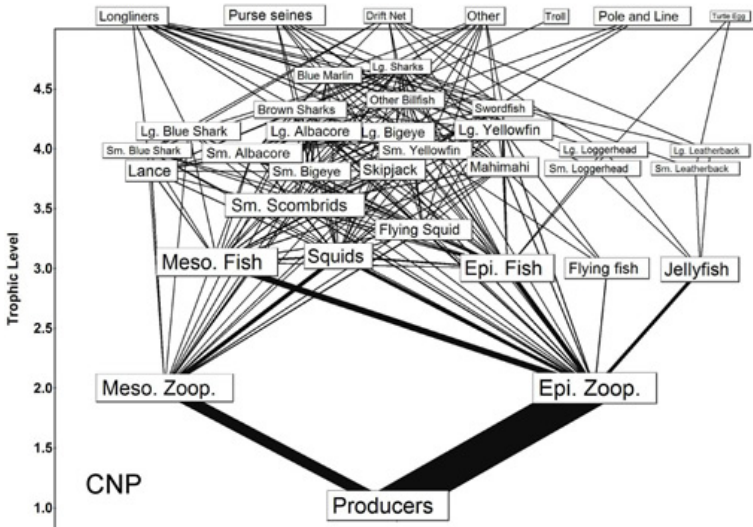 Longliners Purse seines Drift Net Other Troll Pole and Line Turtle Egg
Lg. Sharks
Blue Marlin
4.5
Other Billfish
Brown Sharks Swordfish
Lg. Blue Shark Lg. Albacore Lg. Bigeye Lg. Yellowfin
4.0 Sm. Blue Shark Sm. Albacore Sm. Yellowfin Lg. Loggerhead Lg. Leatherback
Lance Sm. Bigeye Skipjack Mahimahi Sm. Loggerhead Sm. Leatherback
3.5 Sm. Scombrids
Flying Squid
Meso. Fish Squids Epi. Fish Flying fish Jellyfish
3.0
Trophic Level
2.5
2.0 Meso. Zoop. Epi. Zoop.
1.5
CNP
1.0 Producers